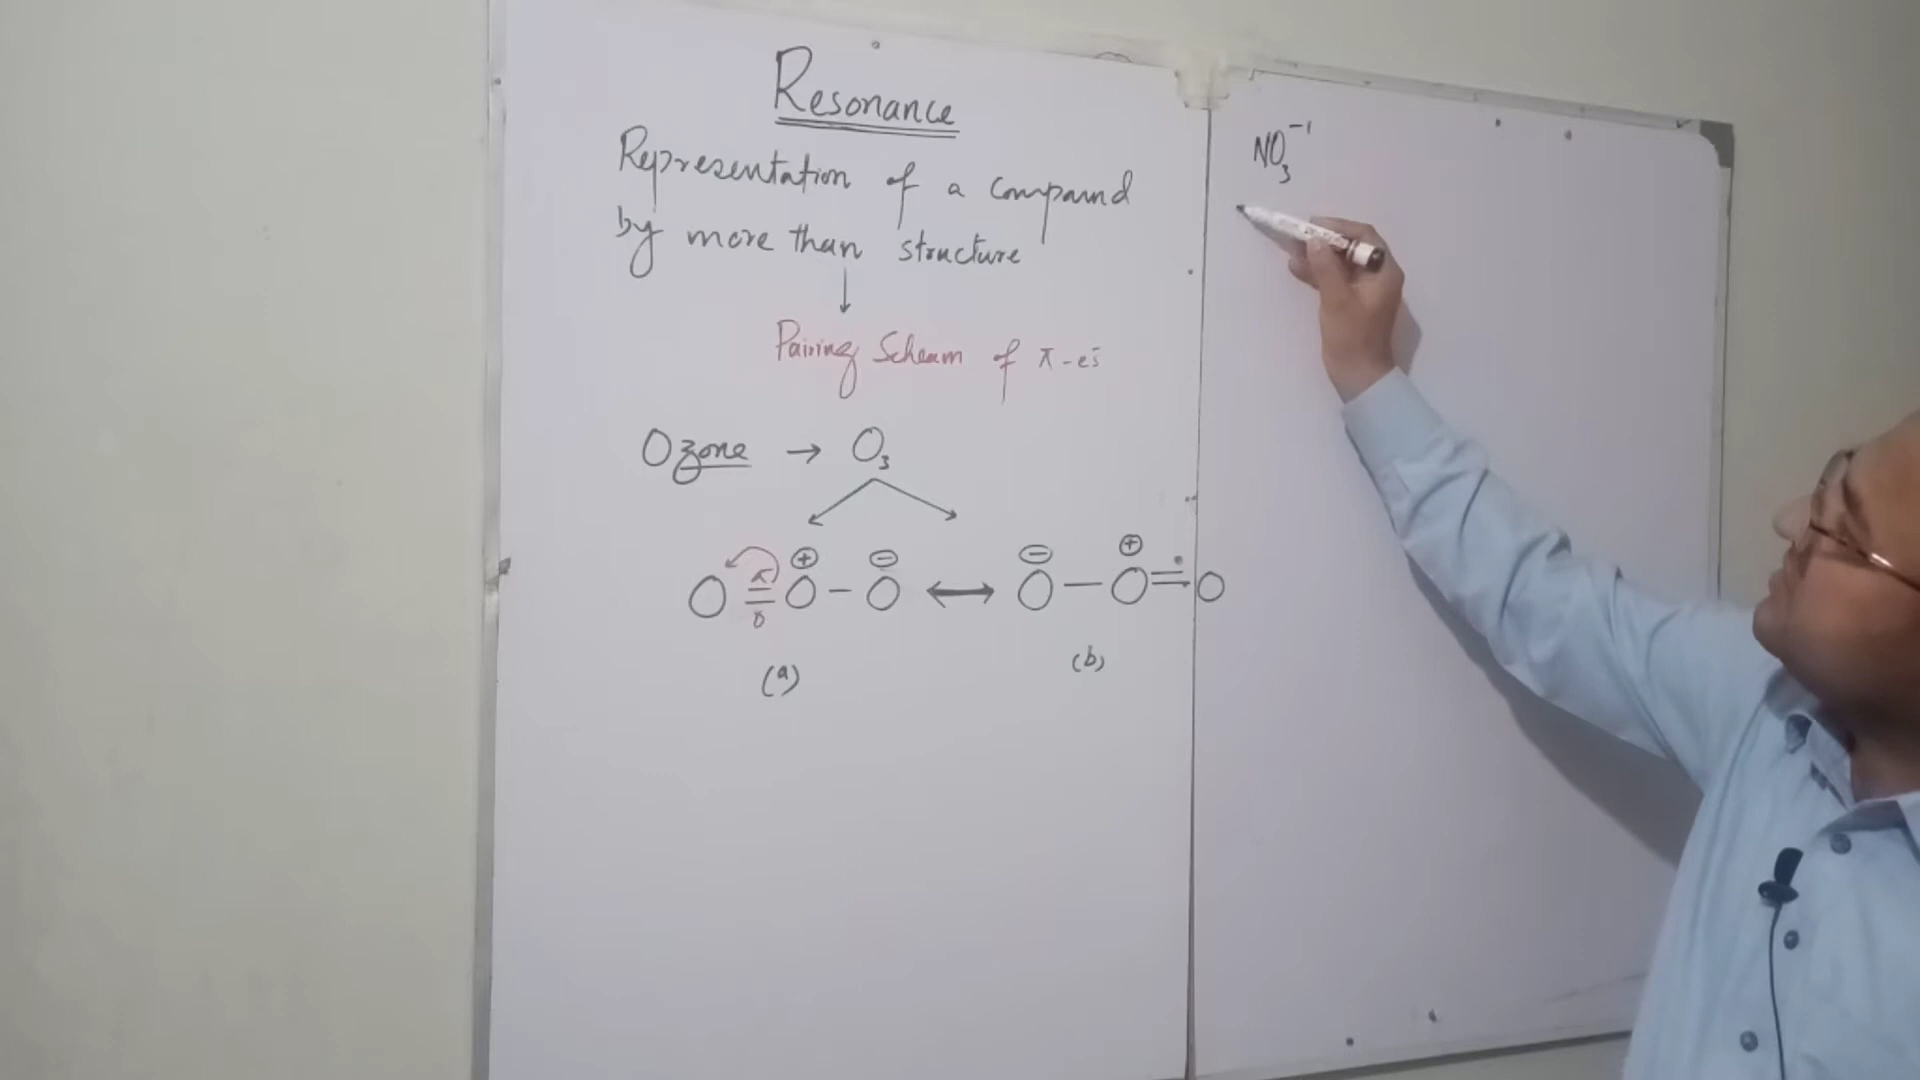 Resonance
Representation of a compound
by more than structure
↓
Pairing Scheam of π-es
Ozone → O₃
O=O⊕-O⊖ ↔ O⊖-O⊕=O
π
σ
(a) (b)
NO₃⁻¹